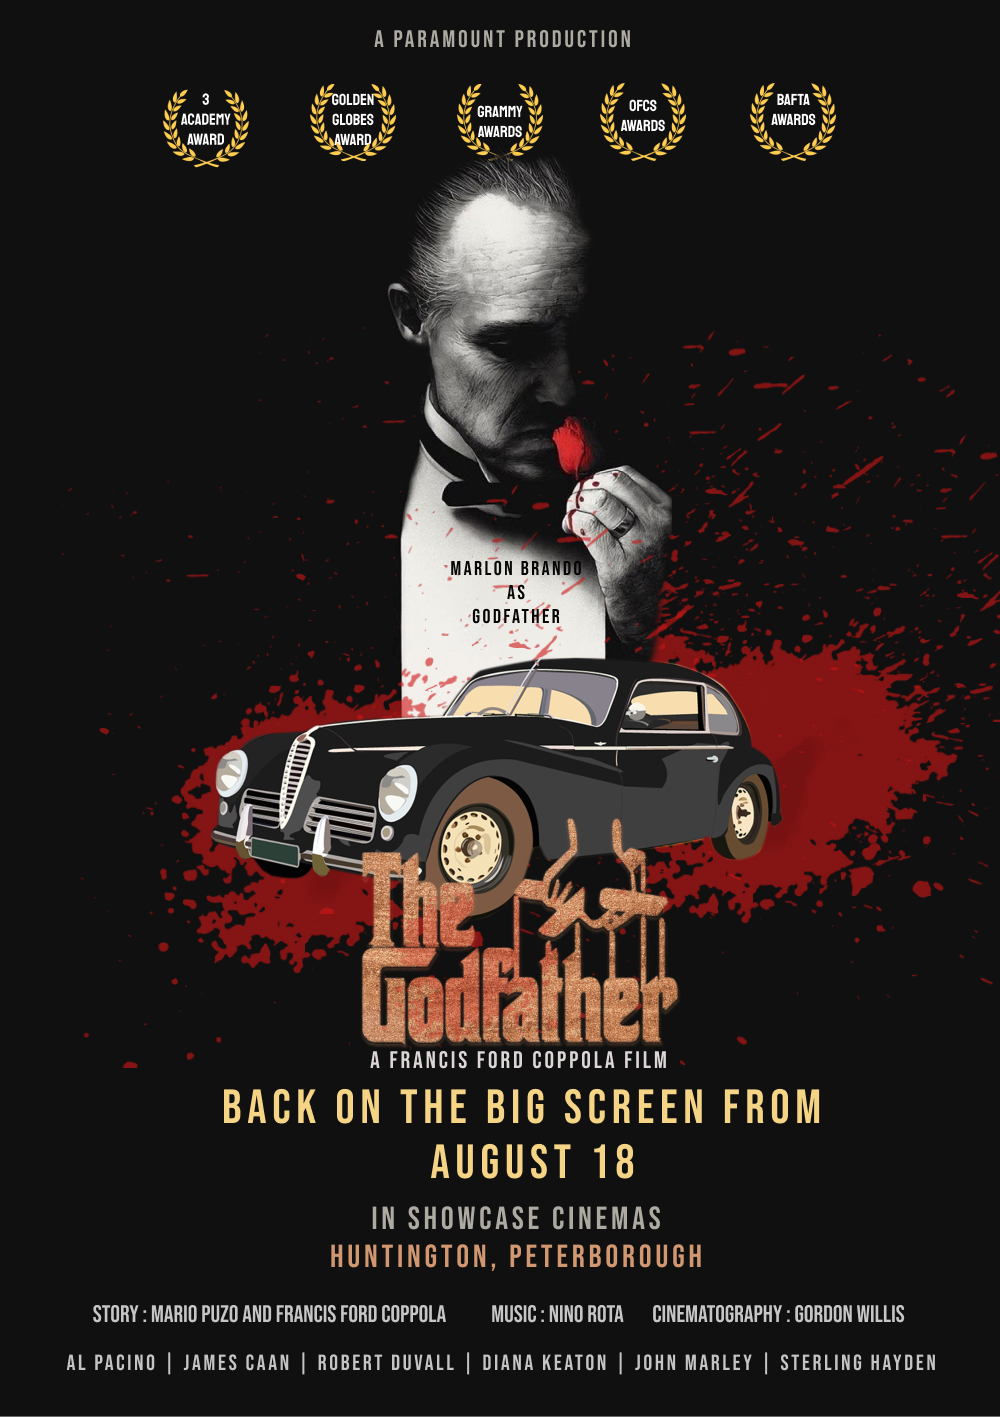 A PARAMOUNT PRODUCTION
3
ACADEMY
AWARD
GOLDEN
GLOBES
AWARD
GRAMMY
AWARDS
OFCS
AWARDS
BAFTA
AWARDS
MARLON BRANDO
AS
GODFATHER
The
Godfather
A FRANCIS FORD COPPOLA FILM
BACK ON THE BIG SCREEN FROM
AUGUST 18
IN SHOWCASE CINEMAS
HUNTINGTON, PETERBOROUGH
STORY : MARIO PUZO AND FRANCIS FORD COPPOLA MUSIC : NINO ROTA CINEMATOGRAPHY : GORDON WILLIS
AL PACINO | JAMES CAAN | ROBERT DUVALL | DIANA KEATON | JOHN MARLEY | STERLING HAYDEN